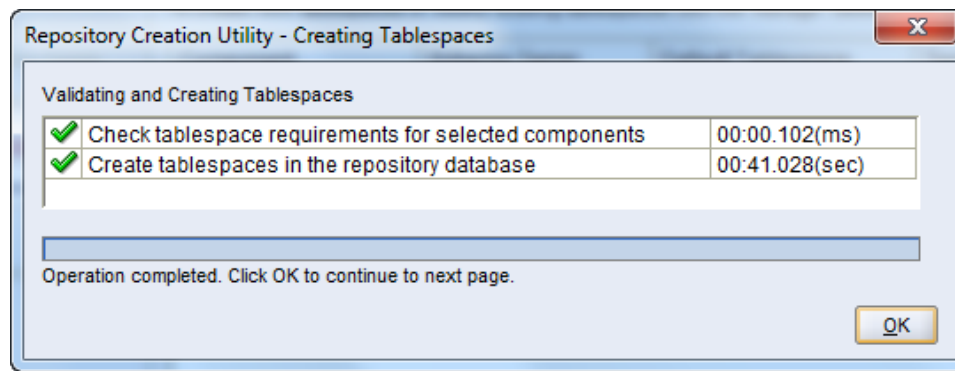 Repository Creation Utility - Creating Tablespaces
Validating and Creating Tablespaces
Check tablespace requirements for selected components 00:00.102(ms)
Create tablespaces in the repository database 00:41.028(sec)
Operation completed. Click OK to continue to next page.
OK